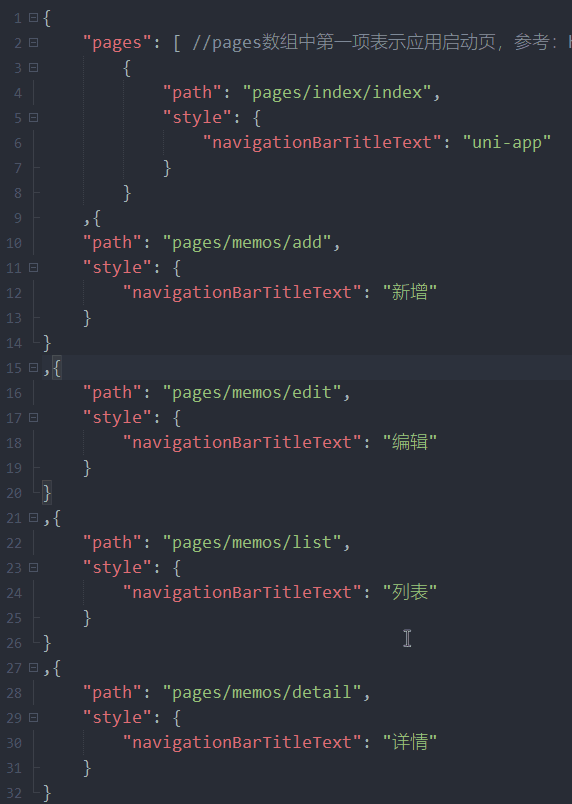 1 {
2 "pages": [ //pages数组中第一项表示应用启动页，参考：h
3 {
4 "path": "pages/index/index",
5 "style": {
6 "navigationBarTitleText": "uni-app"
7 }
8 }
9 ,{
10 "path": "pages/memos/add",
11 "style": {
12 "navigationBarTitleText": "新增"
13 }
14 }
15 ,{
16 "path": "pages/memos/edit",
17 "style": {
18 "navigationBarTitleText": "编辑"
19 }
20 }
21 ,{
22 "path": "pages/memos/list",
23 "style": {
24 "navigationBarTitleText": "列表"
25 }
26 }
27 ,{
28 "path": "pages/memos/detail",
29 "style": {
30 "navigationBarTitleText": "详情"
31 }
32 }